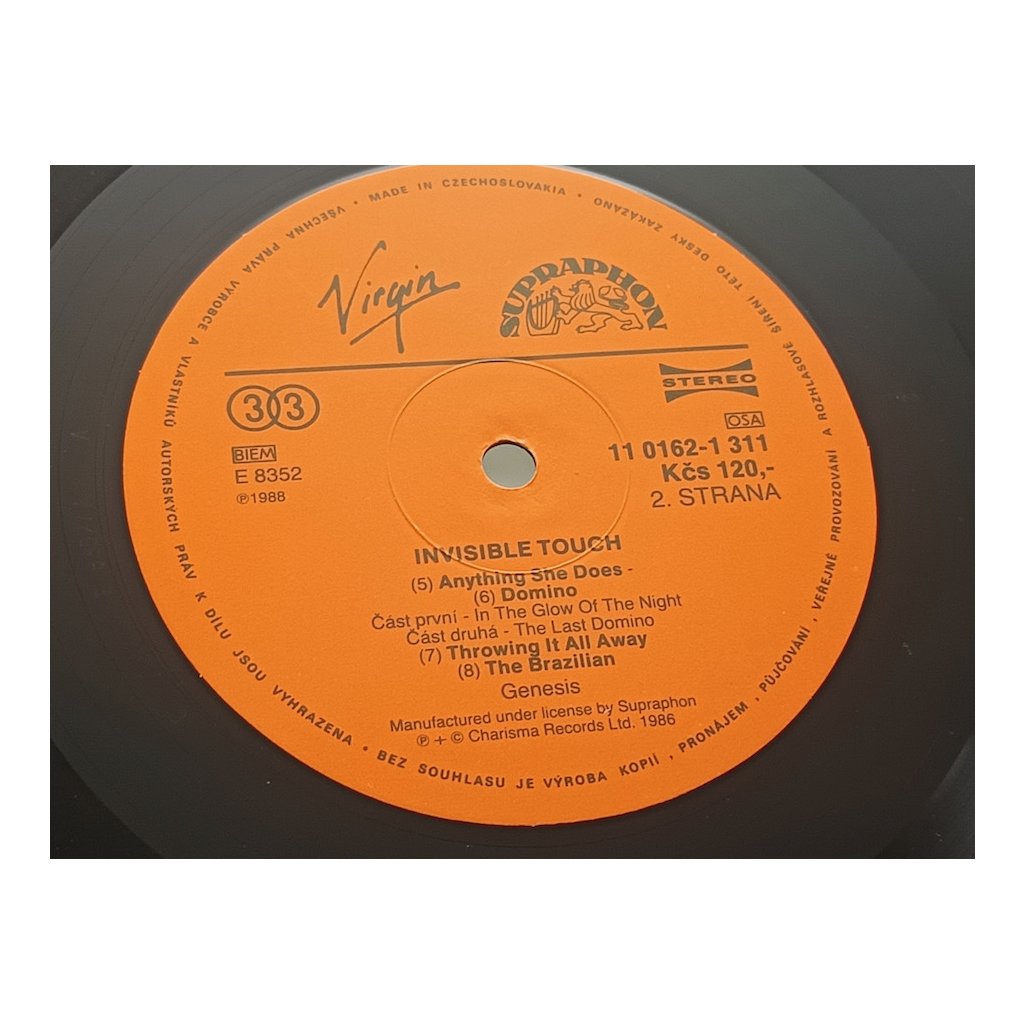 VŠECHNA PRÁVA VÝROBCE A VLASTNÍKŮ AUTORSKÝCH PRÁV K DÍLU JSOU VYHRAZENA • BEZ SOUHLASU JE VÝROBA KOPIÍ, PRONÁJEM, PŮJČOVÁNÍ, VEŘEJNÉ PROVOZOVÁNÍ A ROZHLASOVÉ ŠÍŘENÍ TÉTO DESKY ZAKÁZÁNO •
MADE IN CZECHOSLOVAKIA •
Virgin
SUPRAPHON
33
STEREO
BIEM
OSA
E 8352
11 0162-1 311
℗1988
Kčs 120,-
2. STRANA
INVISIBLE TOUCH
(5) Anything She Does -
(6) Domino
Část první - In The Glow Of The Night
Část druhá - The Last Domino
(7) Throwing It All Away
(8) The Brazilian
Genesis
Manufactured under license by Supraphon
℗ + © Charisma Records Ltd. 1986